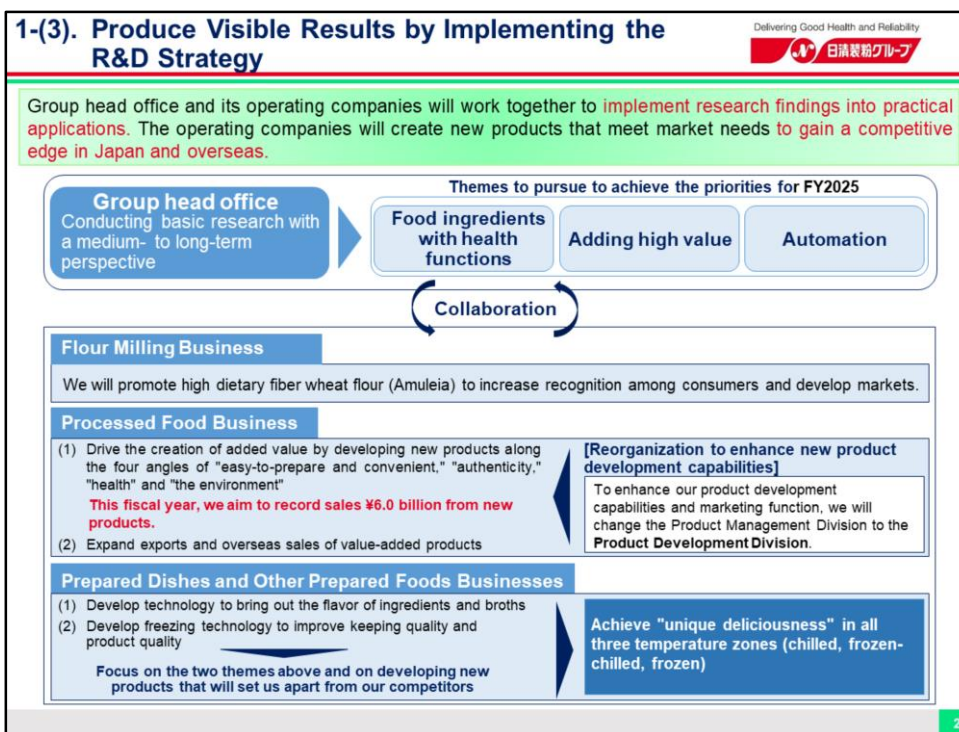 1-(3). Produce Visible Results by Implementing the
R&D Strategy
Delivering Good Health and Reliability
日清製粉グループ
Group head office and its operating companies will work together to implement research findings into practical
applications. The operating companies will create new products that meet market needs to gain a competitive
edge in Japan and overseas.
Group head office
Conducting basic research with
a medium- to long-term
perspective
Themes to pursue to achieve the priorities for FY2025
Food ingredients
with health
functions
Adding high value
Automation
Collaboration
Flour Milling Business
We will promote high dietary fiber wheat flour (Amuleia) to increase recognition among consumers and develop markets.
Processed Food Business
(1) Drive the creation of added value by developing new products along
the four angles of "easy-to-prepare and convenient," "authenticity,"
"health" and "the environment"
This fiscal year, we aim to record sales ¥6.0 billion from new
products.
(2) Expand exports and overseas sales of value-added products
[Reorganization to enhance new product
development capabilities]
To enhance our product development
capabilities and marketing function, we will
change the Product Management Division to the
Product Development Division.
Prepared Dishes and Other Prepared Foods Businesses
(1) Develop technology to bring out the flavor of ingredients and broths
(2) Develop freezing technology to improve keeping quality and
product quality
Focus on the two themes above and on developing new
products that will set us apart from our competitors
Achieve "unique deliciousness" in all
three temperature zones (chilled, frozen-
chilled, frozen)
2